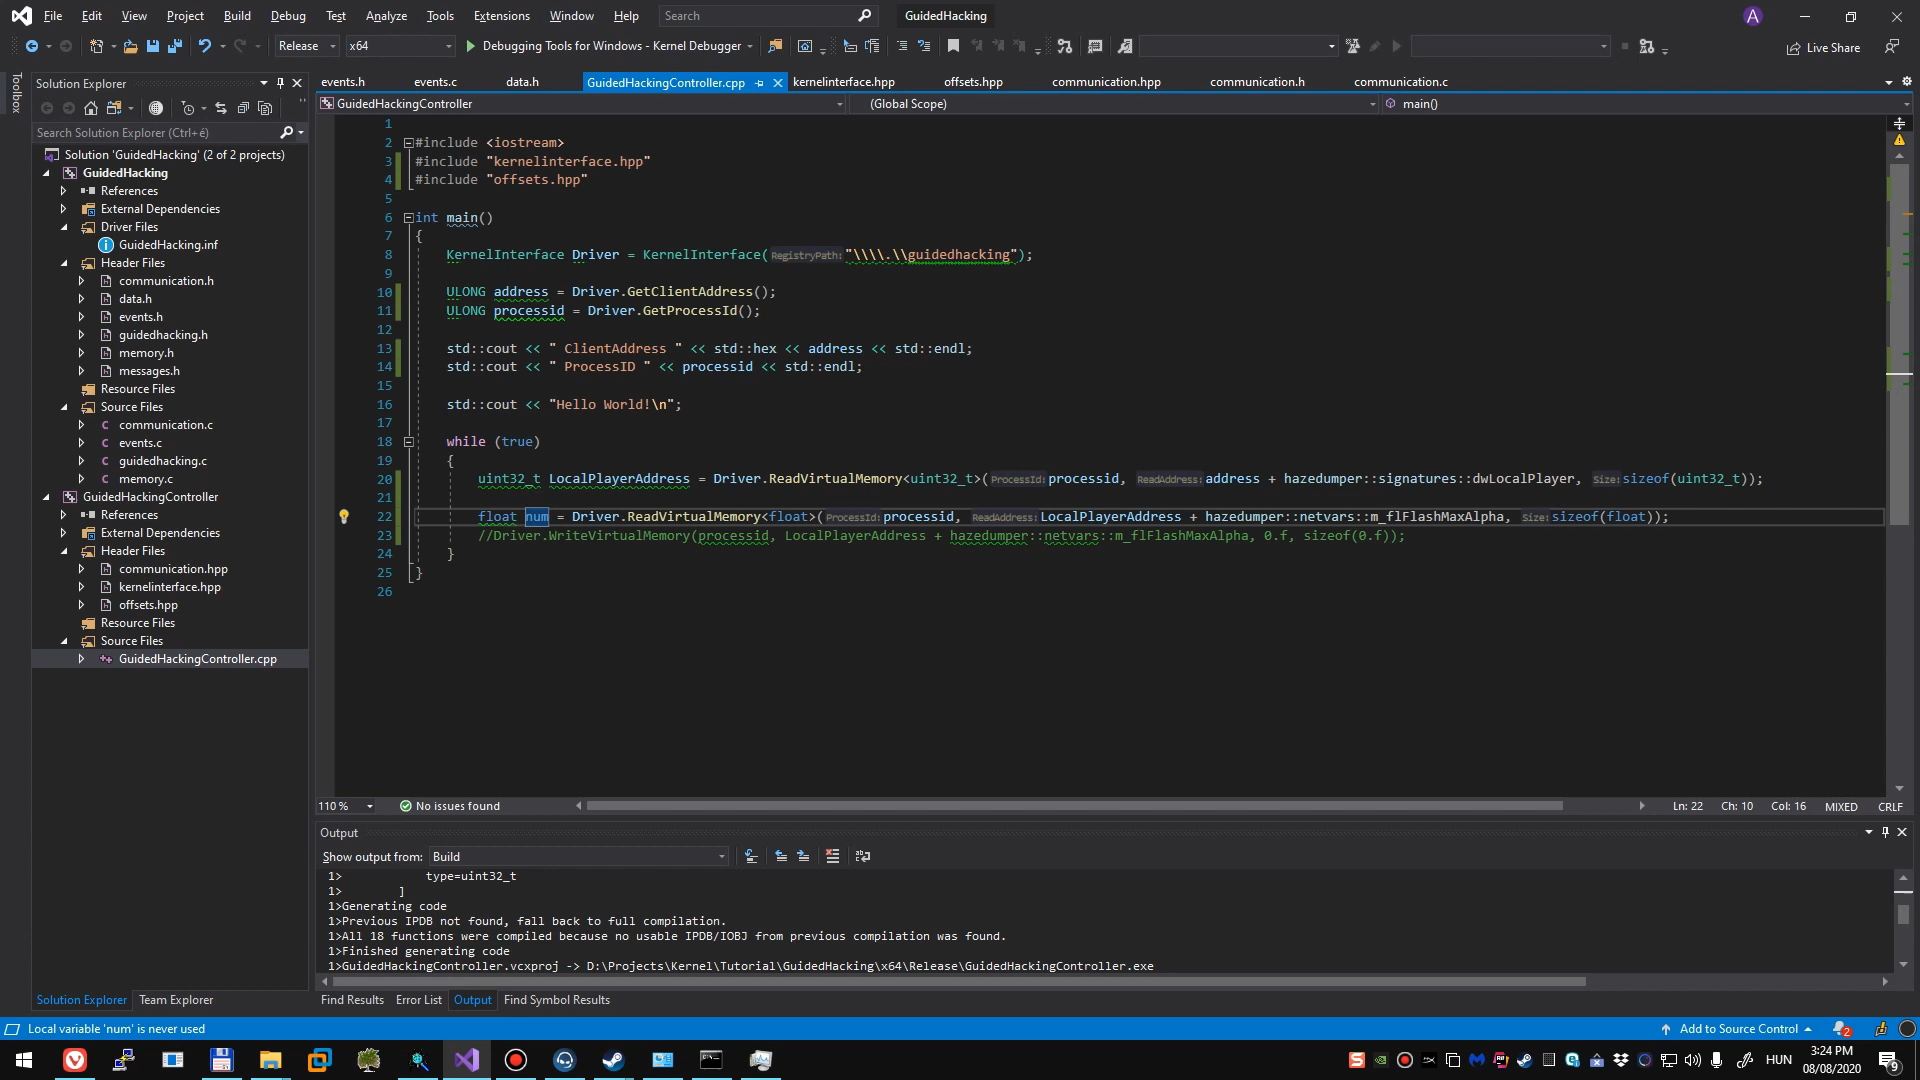 File Edit View Project Build Debug Test Analyze Tools Extensions Window Help Search GuidedHacking A
Release x64 Debugging Tools for Windows - Kernel Debugger Live Share
Toolbox
Solution Explorer
Search Solution Explorer (Ctrl+é)
Solution 'GuidedHacking' (2 of 2 projects)
GuidedHacking
References
External Dependencies
Driver Files
GuidedHacking.inf
Header Files
communication.h
data.h
events.h
guidedhacking.h
memory.h
messages.h
Resource Files
Source Files
communication.c
events.c
guidedhacking.c
memory.c
GuidedHackingController
References
External Dependencies
Header Files
communication.hpp
kernelinterface.hpp
offsets.hpp
Resource Files
Source Files
GuidedHackingController.cpp
Solution Explorer Team Explorer
events.h events.c data.h GuidedHackingController.cpp kernelinterface.hpp offsets.hpp communication.hpp communication.h communication.c
GuidedHackingController (Global Scope) main()
1
2 #include <iostream>
3 #include "kernelinterface.hpp"
4 #include "offsets.hpp"
5
6 int main()
7 {
8 KernelInterface Driver = KernelInterface(RegistryPath: "\\\\.\\guidedhacking");
9
10 ULONG address = Driver.GetClientAddress();
11 ULONG processid = Driver.GetProcessId();
12
13 std::cout << " ClientAddress " << std::hex << address << std::endl;
14 std::cout << " ProcessID " << processid << std::endl;
15
16 std::cout << "Hello World!\n";
17
18 while (true)
19 {
20 uint32_t LocalPlayerAddress = Driver.ReadVirtualMemory<uint32_t>(ProcessId: processid, ReadAddress: address + hazedumper::signatures::dwLocalPlayer, Size: sizeof(uint32_t));
21
22 float num = Driver.ReadVirtualMemory<float>(ProcessId: processid, ReadAddress: LocalPlayerAddress + hazedumper::netvars::m_flFlashMaxAlpha, Size: sizeof(float));
23 //Driver.WriteVirtualMemory(processid, LocalPlayerAddress + hazedumper::netvars::m_flFlashMaxAlpha, 0.f, sizeof(0.f));
24 }
25 }
26
110 % No issues found Ln: 22 Ch: 10 Col: 16 MIXED CRLF
Output
Show output from: Build
1> type=uint32_t
1> ]
1>Generating code
1>Previous IPDB not found, fall back to full compilation.
1>All 18 functions were compiled because no usable IPDB/IOBJ from previous compilation was found.
1>Finished generating code
1>GuidedHackingController.vcxproj -> D:\Projects\Kernel\Tutorial\GuidedHacking\x64\Release\GuidedHackingController.exe
Find Results Error List Output Find Symbol Results
Local variable 'num' is never used Add to Source Control 2
HUN 3:24 PM
08/08/2020 9